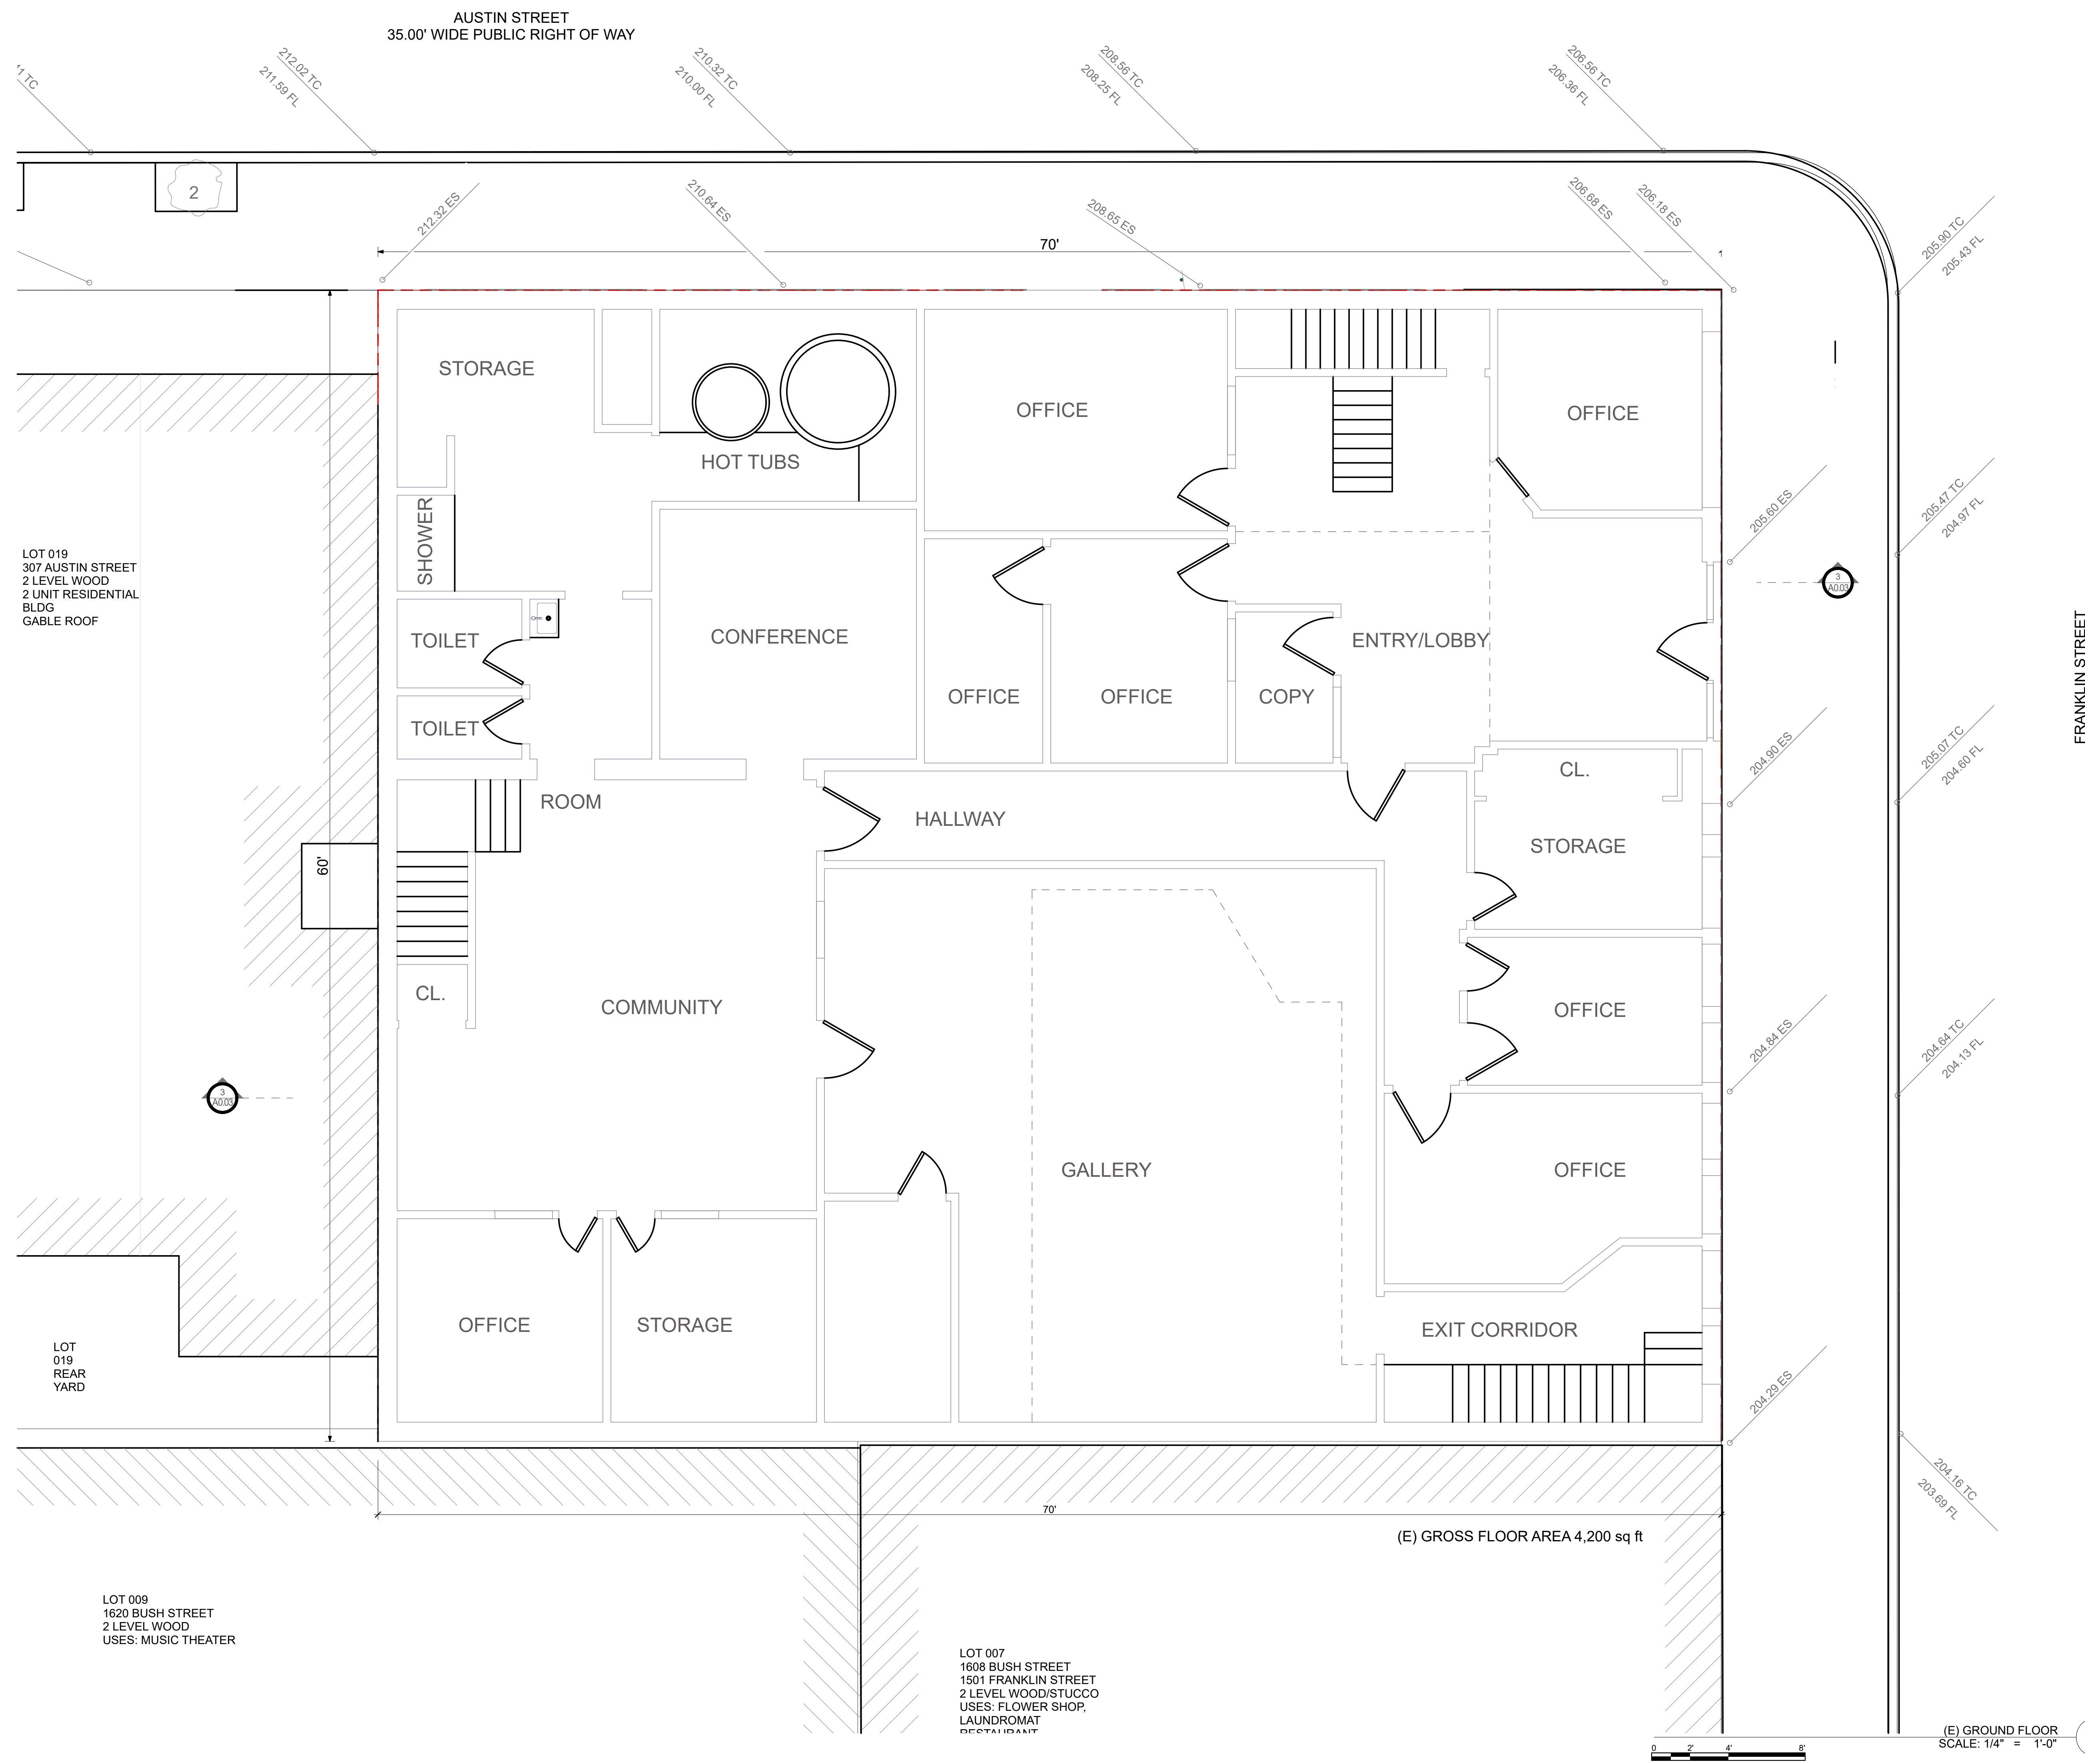 AUSTIN STREET
35.00' WIDE PUBLIC RIGHT OF WAY
212.02 TC
211.59 FL
210.32 TC
210.00 FL
208.56 TC
208.25 FL
206.56 TC
206.36 FL
2
212.32 ES
210.64 ES
208.65 ES
206.68 ES
206.18 ES
205.90 TC
205.43 FL
70'
STORAGE
OFFICE
OFFICE
HOT TUBS
SHOWER
205.60 ES
205.47 TC
204.97 FL
LOT 019
307 AUSTIN STREET
2 LEVEL WOOD
2 UNIT RESIDENTIAL
BLDG
GABLE ROOF
3
A0.03
TOILET
CONFERENCE
ENTRY/LOBBY
FRANKLIN STREET
OFFICE
OFFICE
COPY
TOILET
204.90 ES
205.07 TC
204.60 FL
CL.
ROOM
HALLWAY
STORAGE
60'
CL.
COMMUNITY
OFFICE
204.84 ES
204.64 TC
204.13 FL
3
A0.03
GALLERY
OFFICE
OFFICE
STORAGE
EXIT CORRIDOR
LOT
019
REAR
YARD
204.29 ES
204.16 TC
203.69 FL
70'
(E) GROSS FLOOR AREA 4,200 sq ft
LOT 009
1620 BUSH STREET
2 LEVEL WOOD
USES: MUSIC THEATER
LOT 007
1608 BUSH STREET
1501 FRANKLIN STREET
2 LEVEL WOOD/STUCCO
USES: FLOWER SHOP,
LAUNDROMAT
RESTAURANT
(E) GROUND FLOOR
SCALE: 1/4" = 1'-0"
0 2' 4' 8'